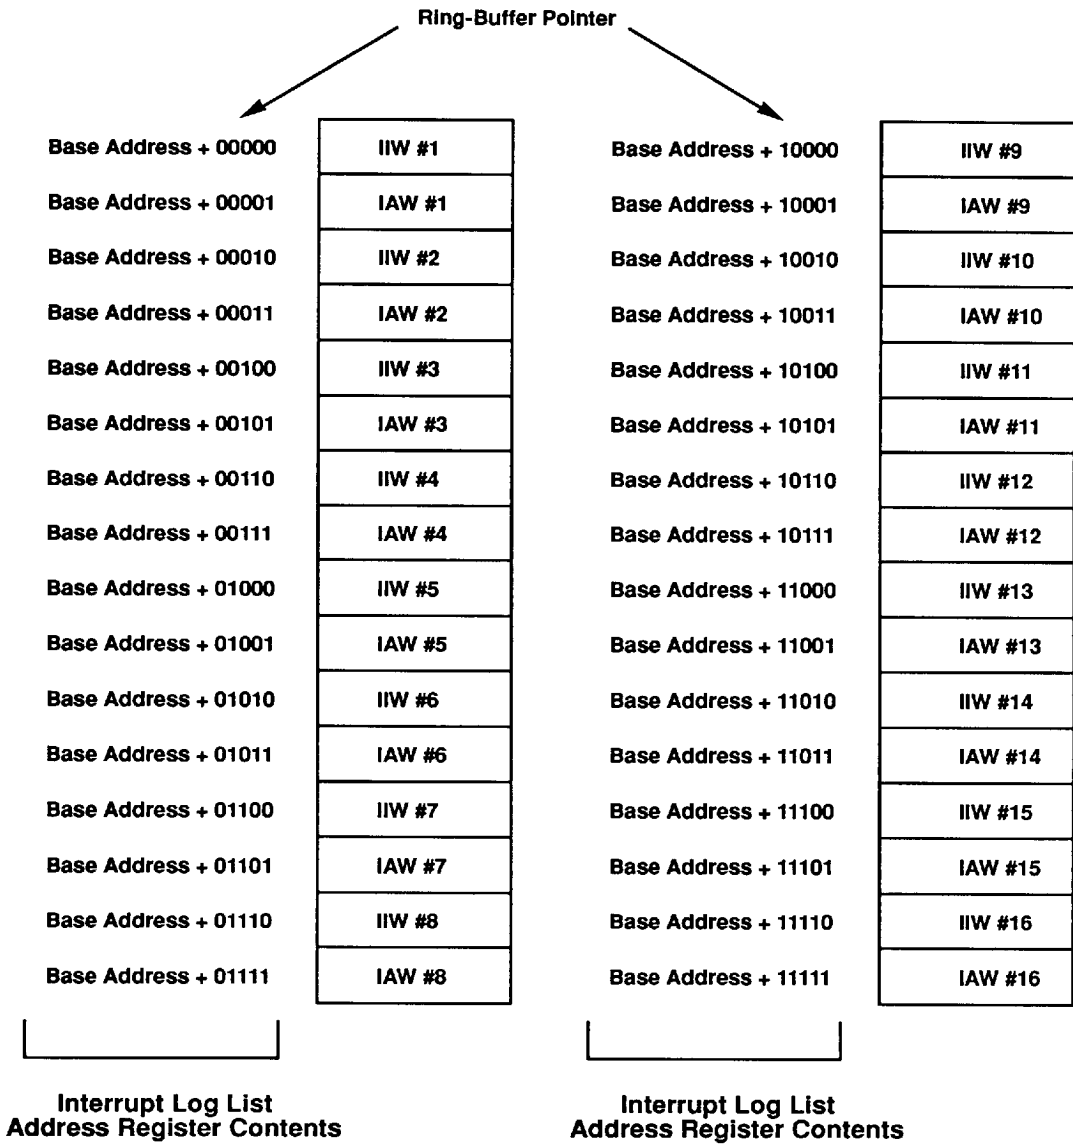 Ring-Buffer Pointer
Base Address + 00000 IIW #1
Base Address + 00001 IAW #1
Base Address + 00010 IIW #2
Base Address + 00011 IAW #2
Base Address + 00100 IIW #3
Base Address + 00101 IAW #3
Base Address + 00110 IIW #4
Base Address + 00111 IAW #4
Base Address + 01000 IIW #5
Base Address + 01001 IAW #5
Base Address + 01010 IIW #6
Base Address + 01011 IAW #6
Base Address + 01100 IIW #7
Base Address + 01101 IAW #7
Base Address + 01110 IIW #8
Base Address + 01111 IAW #8
Interrupt Log List
Address Register Contents
Base Address + 10000 IIW #9
Base Address + 10001 IAW #9
Base Address + 10010 IIW #10
Base Address + 10011 IAW #10
Base Address + 10100 IIW #11
Base Address + 10101 IAW #11
Base Address + 10110 IIW #12
Base Address + 10111 IAW #12
Base Address + 11000 IIW #13
Base Address + 11001 IAW #13
Base Address + 11010 IIW #14
Base Address + 11011 IAW #14
Base Address + 11100 IIW #15
Base Address + 11101 IAW #15
Base Address + 11110 IIW #16
Base Address + 11111 IAW #16
Interrupt Log List
Address Register Contents